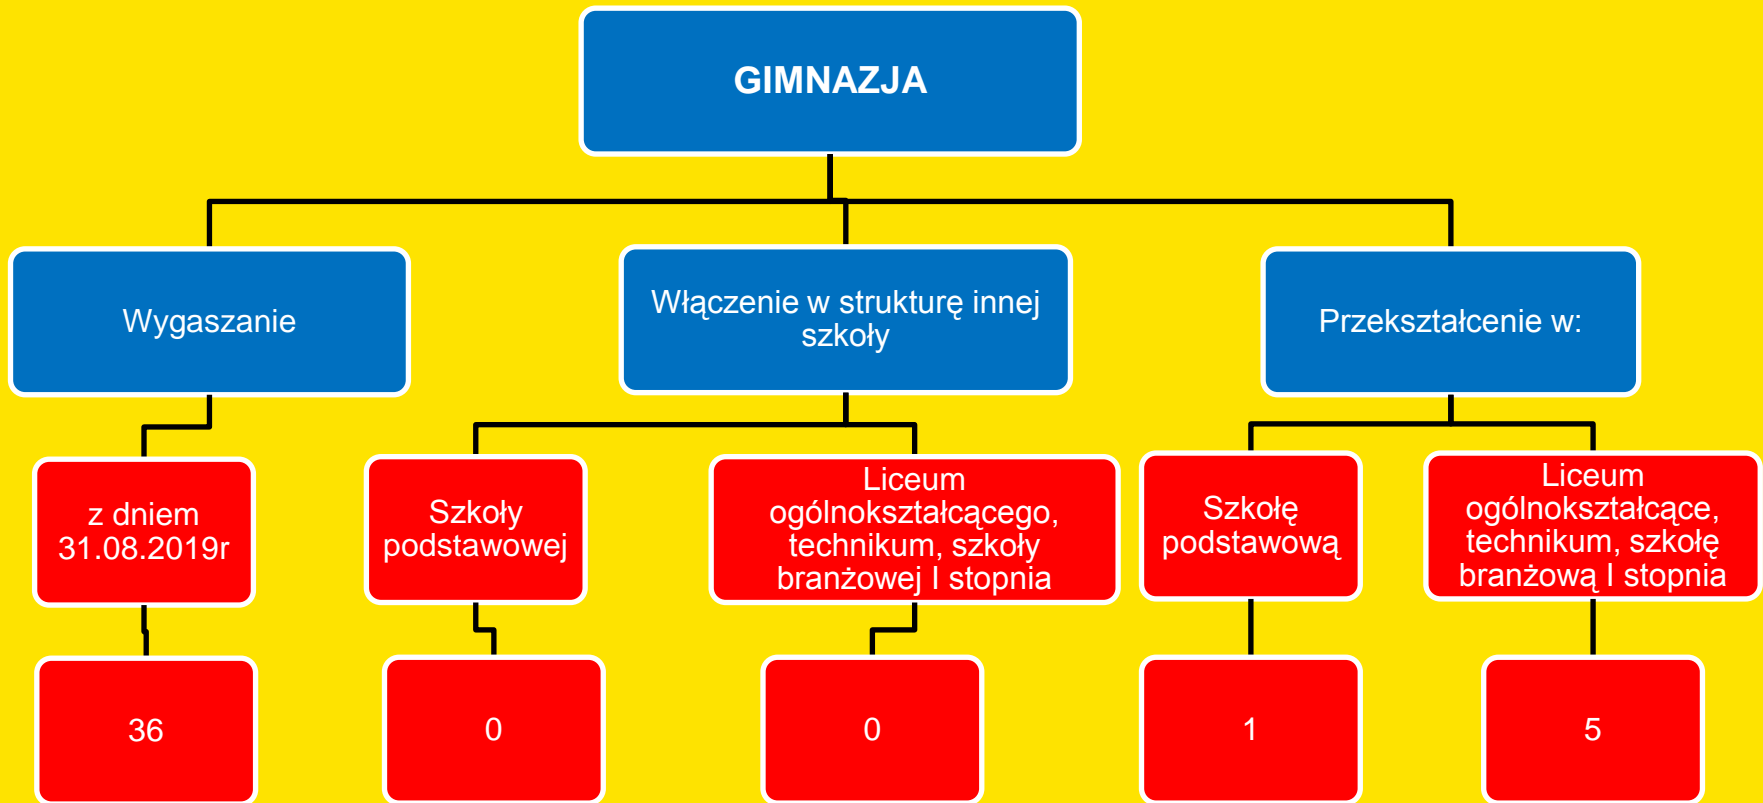 GIMNAZJA
Wygaszanie
Włączenie w strukturę innej
szkoły
Przekształcenie w:
z dniem
31.08.2019r
Szkoły
podstawowej
Liceum
ogólnokształcącego,
technikum, szkoły
branżowej I stopnia
Szkołę
podstawową
Liceum
ogólnokształcące,
technikum, szkołę
branżową I stopnia
36
0
0
1
5